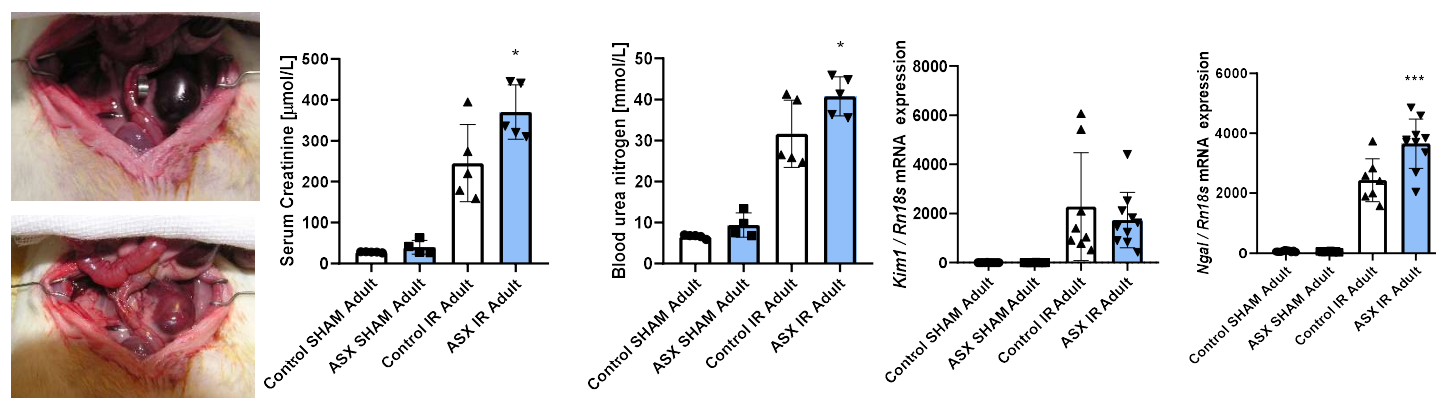 Serum Creatinine [µmol/L]
500
400
300
200
100
0
*
Control SHAM Adult
ASX SHAM Adult
Control IR Adult
ASX IR Adult
Blood urea nitrogen [mmol/L]
50
40
30
20
10
0
*
Control SHAM Adult
ASX SHAM Adult
Control IR Adult
ASX IR Adult
Kim1 / Rn18s mRNA expression
8000
6000
4000
2000
0
Control SHAM Adult
ASX SHAM Adult
Control IR Adult
ASX IR Adult
Ngal / Rn18s mRNA expression
6000
4000
2000
0
***
Control SHAM Adult
ASX SHAM Adult
Control IR Adult
ASX IR Adult